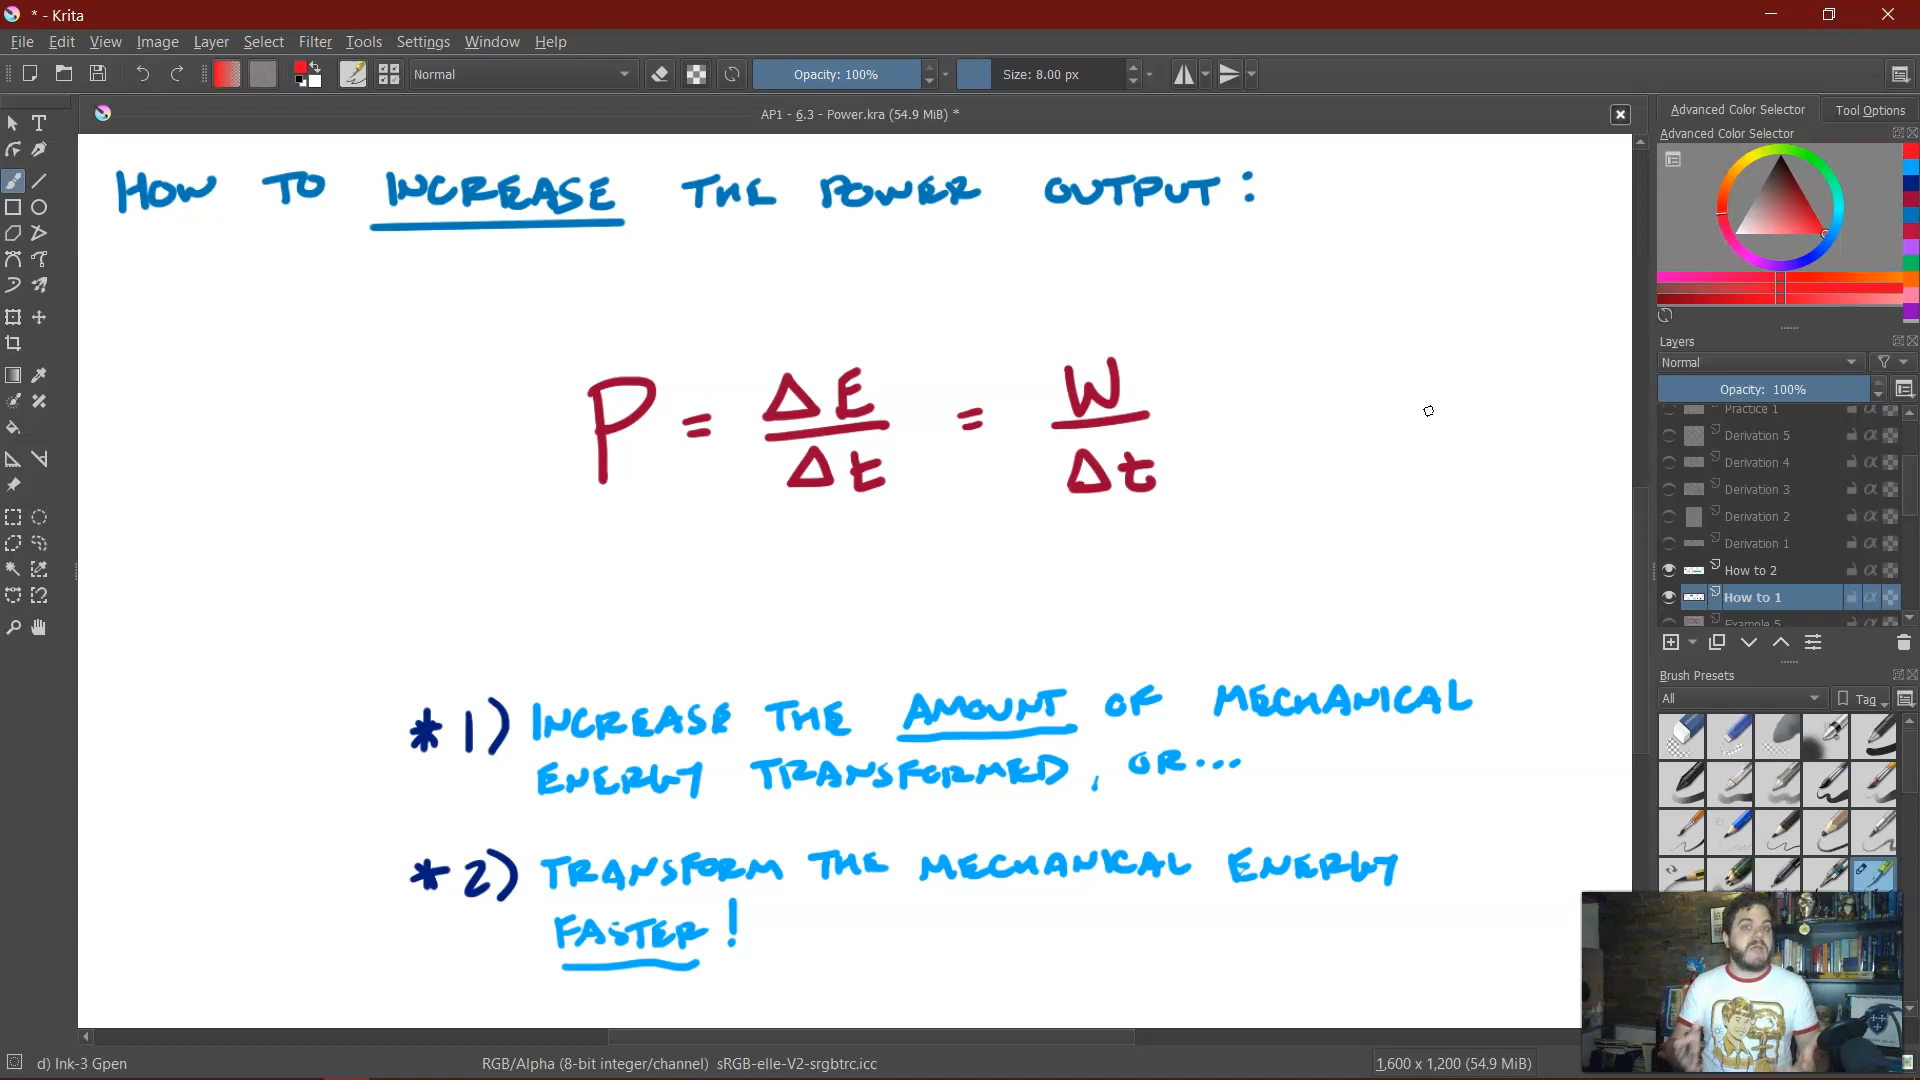 * - Krita
File Edit View Image Layer Select Filter Tools Settings Window Help
Normal Opacity: 100% Size: 8.00 px
AP1 - 6.3 - Power.kra (54.9 MiB) *
Advanced Color Selector Tool Options
Advanced Color Selector
HOW TO INCREASE THE POWER OUTPUT:
P = ΔE/Δt = W/Δt
* 1) INCREASE THE AMOUNT OF MECHANICAL
ENERGY TRANSFORMED, OR...
* 2) TRANSFORM THE MECHANICAL ENERGY
FASTER!
Layers
Normal
Opacity: 100%
Practice 1
Derivation 5
Derivation 4
Derivation 3
Derivation 2
Derivation 1
How to 2
How to 1
Example 5
Brush Presets
All Tag
d) Ink-3 Gpen RGB/Alpha (8-bit integer/channel) sRGB-elle-V2-srgbtrc.icc 1,600 x 1,200 (54.9 MiB)